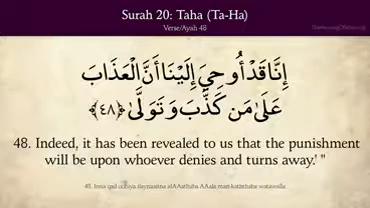 Surah 20: Taha (Ta-Ha)
Verse/Ayah 48
إِنَّا قَدْ أُوحِيَ إِلَيْنَا أَنَّ الْعَذَابَ
عَلَىٰ مَن كَذَّبَ وَتَوَلَّىٰ ﴿٤٨﴾
48. Indeed, it has been revealed to us that the punishment
will be upon whoever denies and turns away.' "